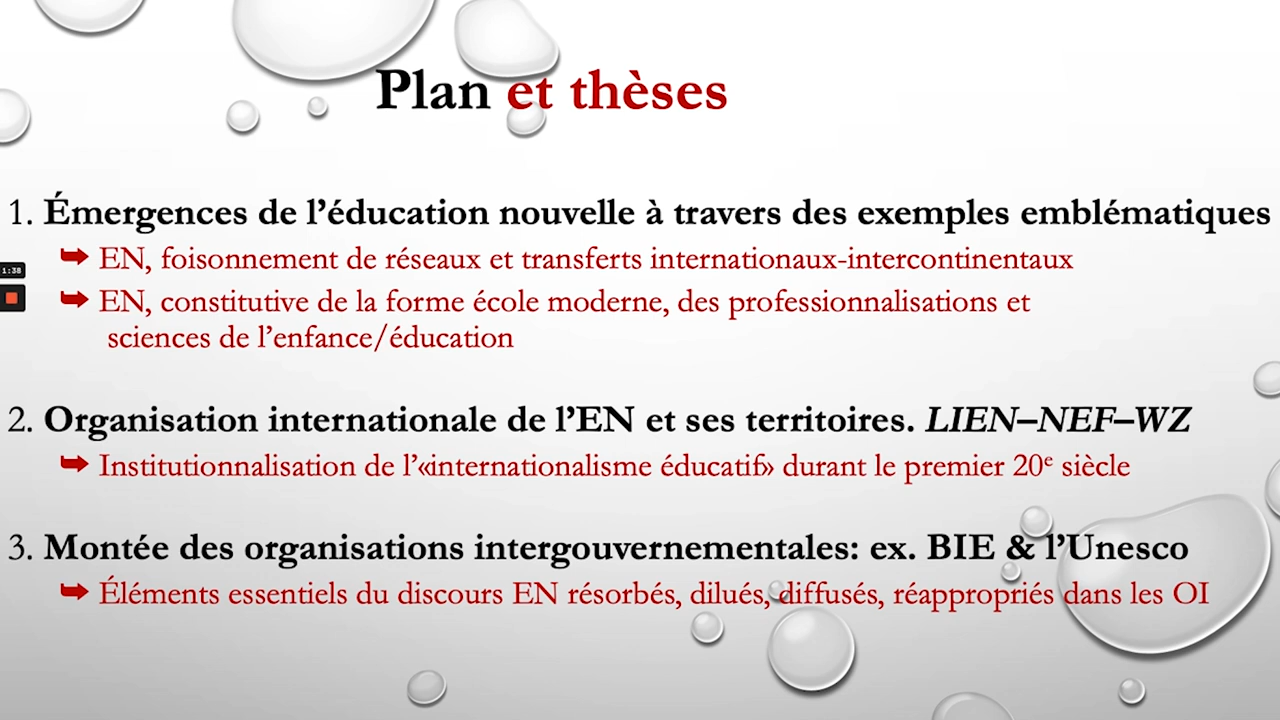 Plan et thèses
1. Émergences de l’éducation nouvelle à travers des exemples emblématiques
➥ EN, foisonnement de réseaux et transferts internationaux-intercontinentaux
1:38
➥ EN, constitutive de la forme école moderne, des professionnalisations et
sciences de l’enfance/éducation
2. Organisation internationale de l’EN et ses territoires. LIEN–NEF–WZ
➥ Institutionnalisation de l’«internationalisme éducatif» durant le premier 20e siècle
3. Montée des organisations intergouvernementales: ex. BIE & l’Unesco
➥ Éléments essentiels du discours EN résorbés, dilués, diffusés, réappropriés dans les OI